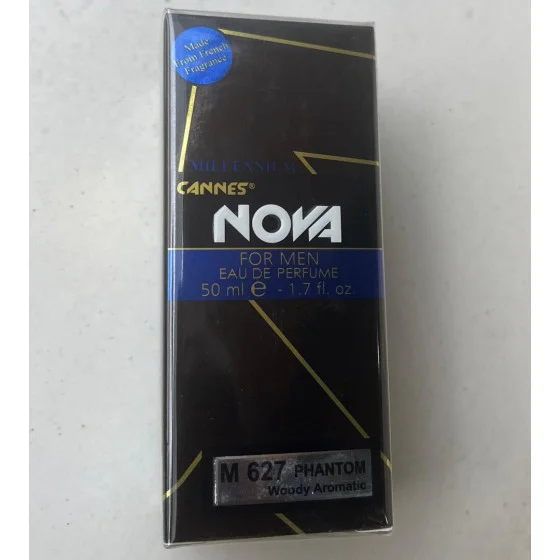 Made
From French
Fragrance
MILLENNIUM
CANNES®
NOVA
FOR MEN
EAU DE PERFUME
50 ml ℮ - 1.7 fl. oz.
M 627 PHANTOM
Woody Aromatic